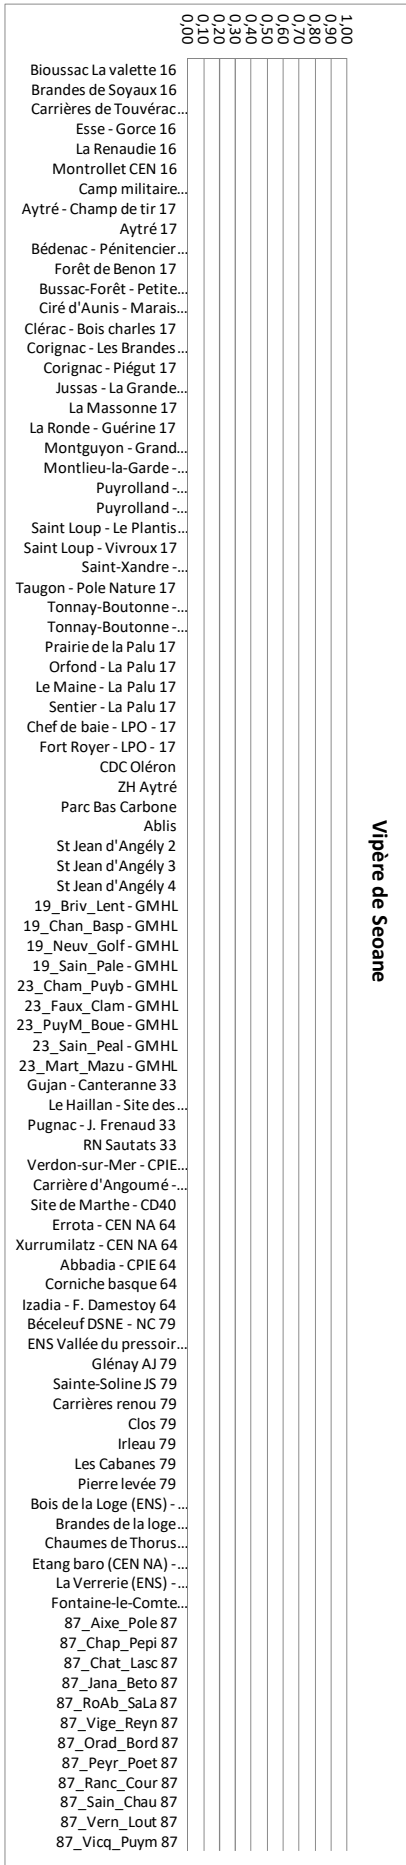 0,00
0,10
0,20
0,30
0,40
0,50
0,60
0,70
0,80
0,90
1,00
Bioussac La valette 16
Brandes de Soyaux 16
Carrières de Touvérac...
Esse - Gorce 16
La Renaudie 16
Montrollet CEN 16
Camp militaire...
Aytré - Champ de tir 17
Aytré 17
Bédenac - Pénitencier...
Forêt de Benon 17
Bussac-Forêt - Petite...
Ciré d'Aunis - Marais...
Clérac - Bois charles 17
Corignac - Les Brandes...
Corignac - Piégut 17
Jussas - La Grande...
La Massonne 17
La Ronde - Guérine 17
Montguyon - Grand...
Montlieu-la-Garde -...
Puyrolland -...
Puyrolland -...
Saint Loup - Le Plantis...
Saint Loup - Vivroux 17
Saint-Xandre -...
Taugon - Pole Nature 17
Tonnay-Boutonne -...
Tonnay-Boutonne -...
Prairie de la Palu 17
Orfond - La Palu 17
Le Maine - La Palu 17
Sentier - La Palu 17
Chef de baie - LPO - 17
Fort Royer - LPO - 17
CDC Oléron
ZH Aytré
Parc Bas Carbone
Ablis
St Jean d'Angély 2
St Jean d'Angély 3
St Jean d'Angély 4
19_Briv_Lent - GMHL
19_Chan_Basp - GMHL
19_Neuv_Golf - GMHL
19_Sain_Pale - GMHL
23_Cham_Puyb - GMHL
23_Faux_Clam - GMHL
23_PuyM_Boue - GMHL
23_Sain_Peal - GMHL
23_Mart_Mazu - GMHL
Gujan - Canteranne 33
Le Haillan - Site des...
Pugnac - J. Frenaud 33
RN Sautats 33
Verdon-sur-Mer - CPIE...
Carrière d'Angoumé -...
Site de Marthe - CD40
Errota - CEN NA 64
Xurrumilatz - CEN NA 64
Abbadia - CPIE 64
Corniche basque 64
Izadia - F. Damestoy 64
Béceleuf DSNE - NC 79
ENS Vallée du pressoir...
Glénay AJ 79
Sainte-Soline JS 79
Carrières renou 79
Clos 79
Irleau 79
Les Cabanes 79
Pierre levée 79
Bois de la Loge (ENS) -...
Brandes de la loge...
Chaumes de Thorus...
Etang baro (CEN NA) -...
La Verrerie (ENS) -...
Fontaine-le-Comte...
87_Aixe_Pole 87
87_Chap_Pepi 87
87_Chat_Lasc 87
87_Jana_Beto 87
87_RoAb_SaLa 87
87_Vige_Reyn 87
87_Orad_Bord 87
87_Peyr_Poet 87
87_Ranc_Cour 87
87_Sain_Chau 87
87_Vern_Lout 87
87_Vicq_Puym 87
Vipère de Seoane